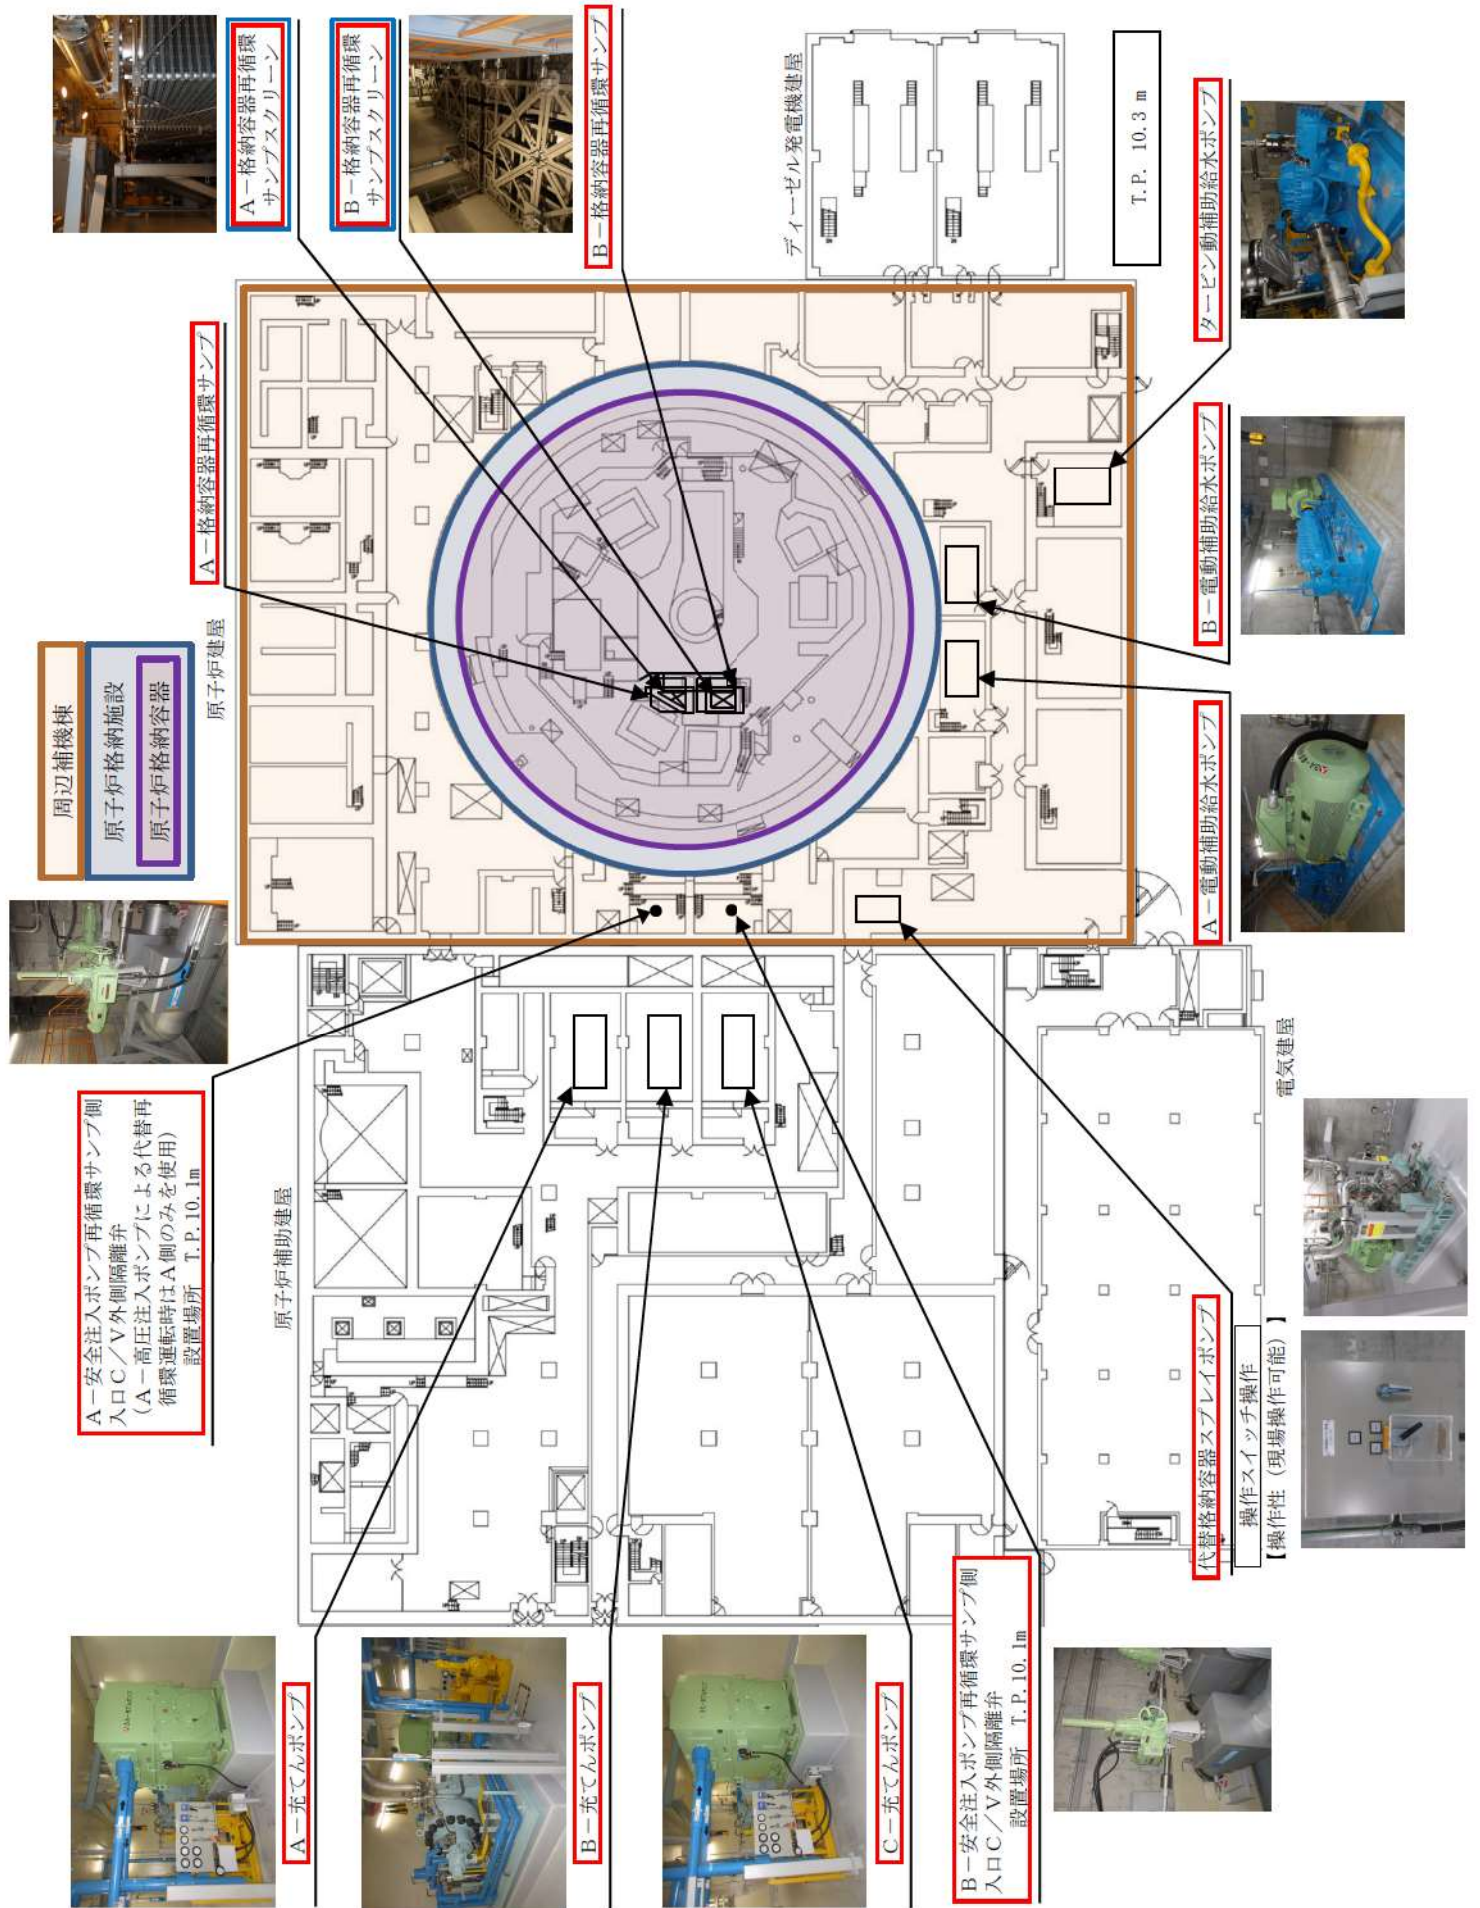 A-格納容器再循環
サンプスクリーン
B-格納容器再循環
サンプスクリーン
B-格納容器再循環サンプ
ディーゼル発電機建屋
T.P. 10.3 m
タービン動補助給水ポンプ
A-格納容器再循環サンプ
B-電動補助給水ポンプ
周辺補機棟
原子炉格納施設
原子炉格納容器
原子炉建屋
A-電動補助給水ポンプ
A-安全注入ポンプ再循環サンプ側
入口C/V外側隔離弁
(A-高圧注入ポンプによる代替再
循環運転時はA側のみを使用)
設置場所 T.P.10.1m
原子炉補助建屋
電気建屋
代替格納容器スプレイポンプ
操作スイッチ操作
【操作性(現場操作可能)】
A-充てんポンプ
B-充てんポンプ
C-充てんポンプ
B-安全注入ポンプ再循環サンプ側
入口C/V外側隔離弁
設置場所 T.P.10.1m